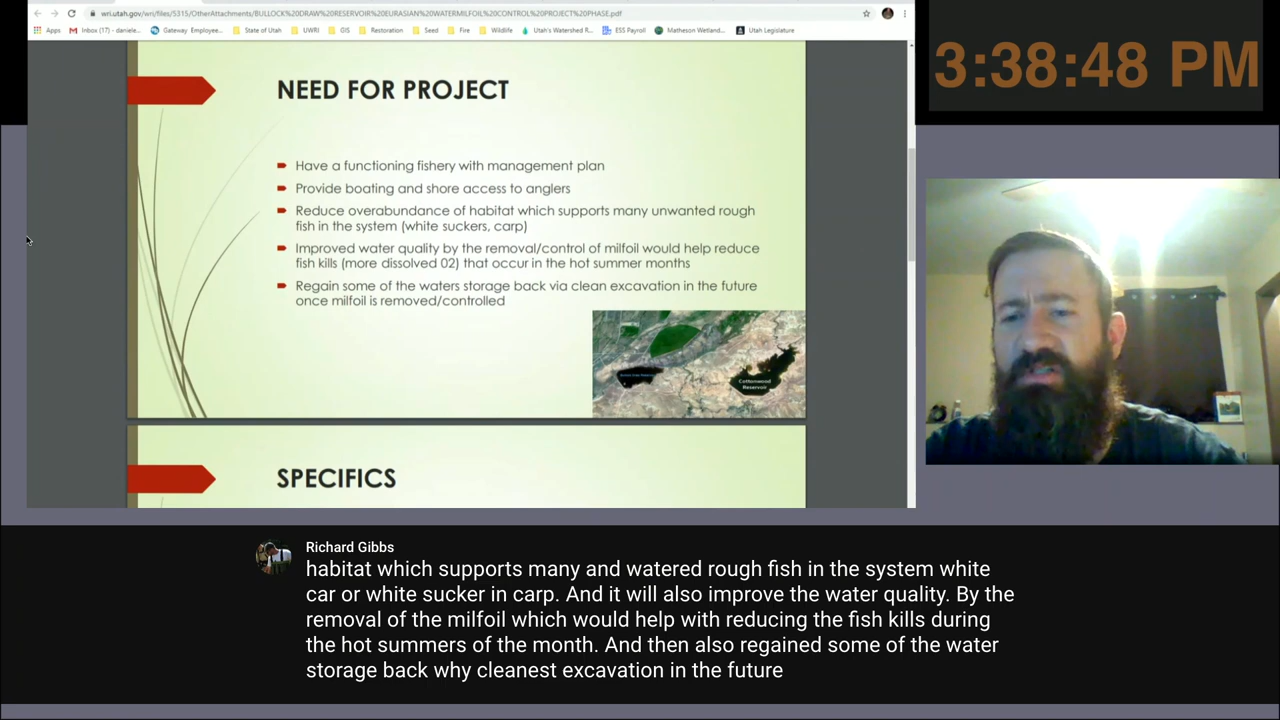 wri.utah.gov/wri/files/5315/OtherAttachments/BULLOCK%20DRAW%20RESERVOIR%20EURASIAN%20WATERMILFOIL%20CONTROL%20PROJECT%20PHASE.pdf
Apps Inbox (17) - daniele... Gateway Employee... State of Utah UWRI GIS Restoration Seed Fire Wildlife Utah's Watershed R... ESS Payroll Matheson Wetland... Utah Legislature
3:38:48 PM
NEED FOR PROJECT
Have a functioning fishery with management plan
Provide boating and shore access to anglers
Reduce overabundance of habitat which supports many unwanted rough
fish in the system (white suckers, carp)
Improved water quality by the removal/control of milfoil would help reduce
fish kills (more dissolved 02) that occur in the hot summer months
Regain some of the waters storage back via clean excavation in the future
once milfoil is removed/controlled
Cottonwood
Reservoir
SPECIFICS
Richard Gibbs
habitat which supports many and watered rough fish in the system white
car or white sucker in carp. And it will also improve the water quality. By the
removal of the milfoil which would help with reducing the fish kills during
the hot summers of the month. And then also regained some of the water
storage back why cleanest excavation in the future